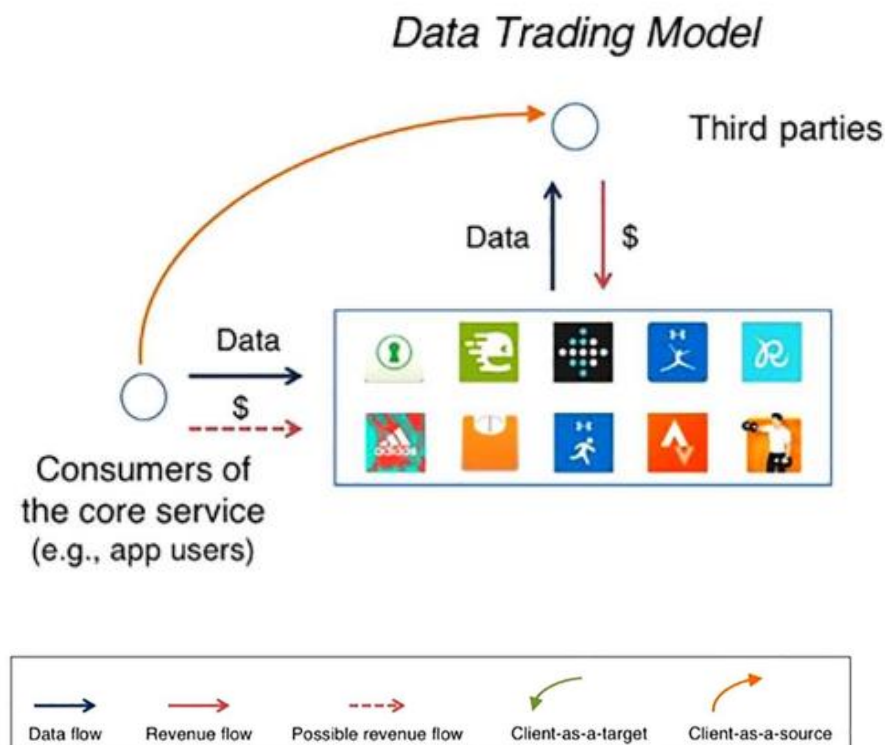 Data Trading Model
Third parties
Data
$
Data
$
adidas
Consumers of
the core service
(e.g., app users)
Data flow
Revenue flow
Possible revenue flow
Client-as-a-target
Client-as-a-source